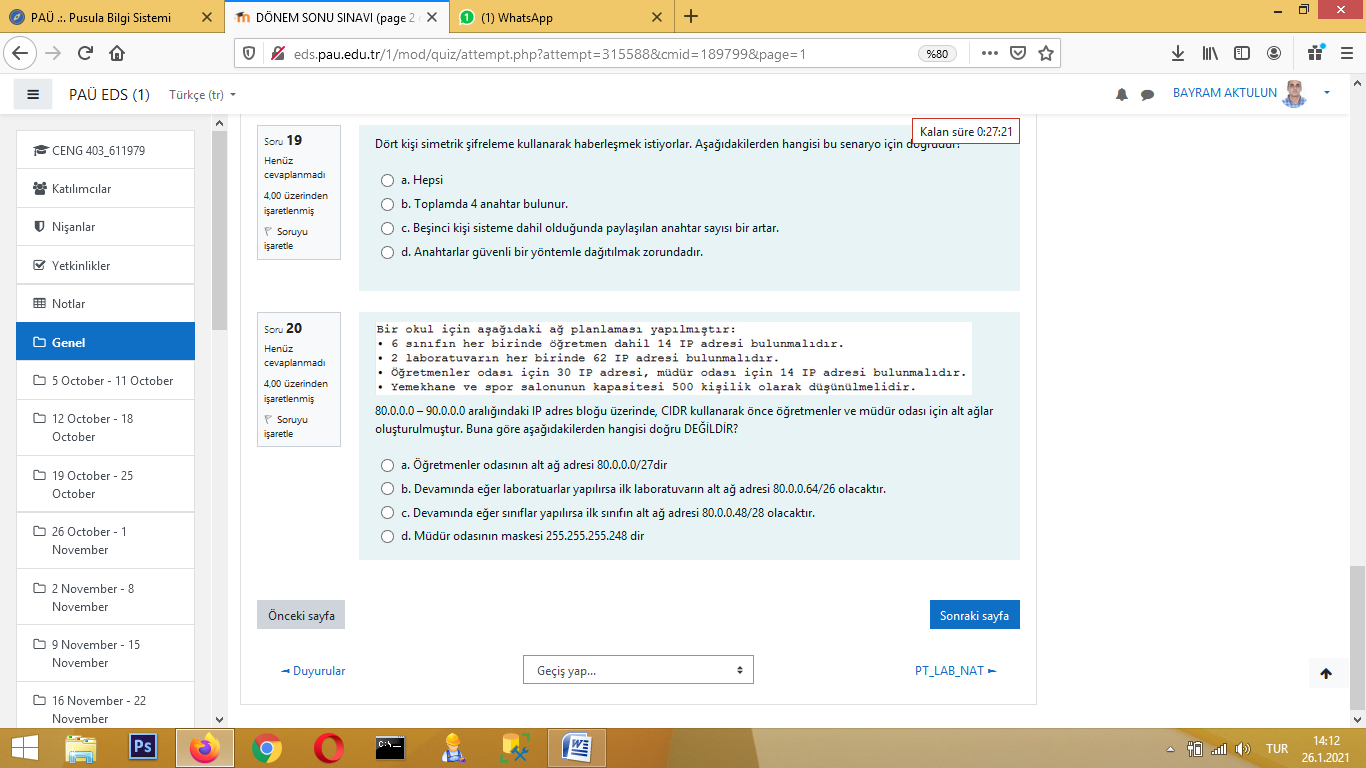 PAÜ .:. Pusula Bilgi Sistemi
DÖNEM SONU SINAVI (page 2
(1) WhatsApp
eds.pau.edu.tr/1/mod/quiz/attempt.php?attempt=315588&cmid=189799&page=1
%80
PAÜ EDS (1)
Türkçe (tr)
BAYRAM AKTULUN
CENG 403_611979
Katılımcılar
Nişanlar
Yetkinlikler
Notlar
Genel
5 October - 11 October
12 October - 18
October
19 October - 25
October
26 October - 1
November
2 November - 8
November
9 November - 15
November
16 November - 22
November
Kalan süre 0:27:21
Soru 19
Henüz
cevaplanmadı
4,00 üzerinden
işaretlenmiş
Soruyu
işaretle
Dört kişi simetrik şifreleme kullanarak haberleşmek istiyorlar. Aşağıdakilerden hangisi bu senaryo için doğrudur?
a. Hepsi
b. Toplamda 4 anahtar bulunur.
c. Beşinci kişi sisteme dahil olduğunda paylaşılan anahtar sayısı bir artar.
d. Anahtarlar güvenli bir yöntemle dağıtılmak zorundadır.
Soru 20
Henüz
cevaplanmadı
4,00 üzerinden
işaretlenmiş
Soruyu
işaretle
Bir okul için aşağıdaki ağ planlaması yapılmıştır:
• 6 sınıfın her birinde öğretmen dahil 14 IP adresi bulunmalıdır.
• 2 laboratuvarın her birinde 62 IP adresi bulunmalıdır.
• Öğretmenler odası için 30 IP adresi, müdür odası için 14 IP adresi bulunmalıdır.
• Yemekhane ve spor salonunun kapasitesi 500 kişilik olarak düşünülmelidir.
80.0.0.0 – 90.0.0.0 aralığındaki IP adres bloğu üzerinde, CIDR kullanarak önce öğretmenler ve müdür odası için alt ağlar
oluşturulmuştur. Buna göre aşağıdakilerden hangisi doğru DEĞİLDİR?
a. Öğretmenler odasının alt ağ adresi 80.0.0.0/27dir
b. Devamında eğer laboratuarlar yapılırsa ilk laboratuvarın alt ağ adresi 80.0.0.64/26 olacaktır.
c. Devamında eğer sınıflar yapılırsa ilk sınıfın alt ağ adresi 80.0.0.48/28 olacaktır.
d. Müdür odasının maskesi 255.255.255.248 dir
Önceki sayfa
Sonraki sayfa
◄ Duyurular
Geçiş yap...
PT_LAB_NAT ►
Ps
TUR
14:12
26.1.2021